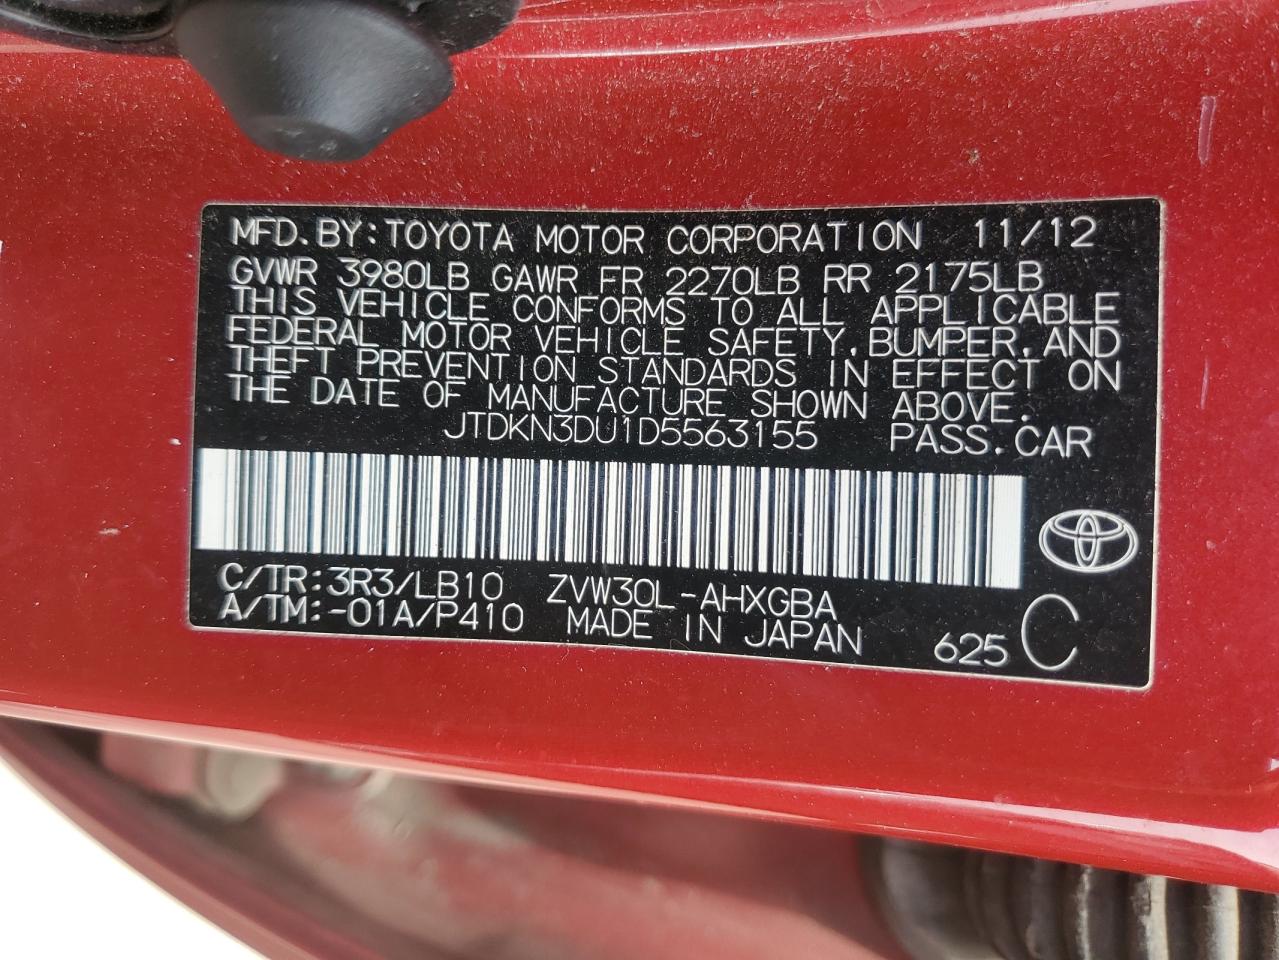 MFD. BY: TOYOTA MOTOR CORPORATION 11/12
GVWR 3980LB GAWR FR 2270LB RR 2175LB
THIS VEHICLE CONFORMS TO ALL APPLICABLE
FEDERAL MOTOR VEHICLE SAFETY, BUMPER, AND
THEFT PREVENTION STANDARDS IN EFFECT ON
THE DATE OF MANUFACTURE SHOWN ABOVE.
JTDKN3DU1D5563155 PASS. CAR
C/TR: 3R3/LB10 ZVW30L-AHXGBA
A/TM: -01A/P410 MADE IN JAPAN 625 C